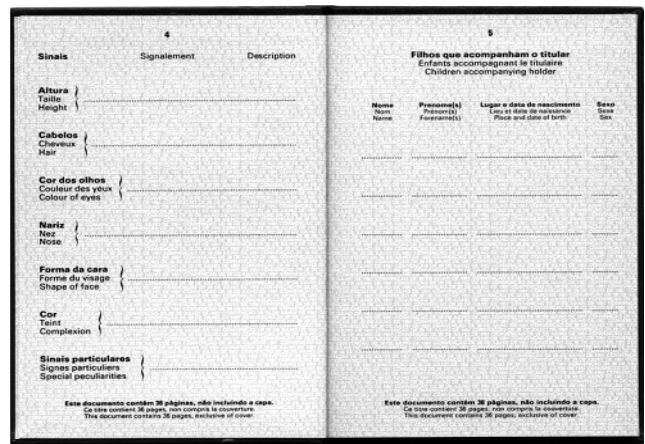 4
Sinais Signalement Description
Altura
Taille
Height
Cabelos
Cheveux
Hair
Cor dos olhos
Couleur des yeux
Colour of eyes
Nariz
Nez
Nose
Forma da cara
Forme du visage
Shape of face
Cor
Teint
Complexion
Sinais particulares
Signes particuliers
Special peculiarities
Este documento contém 36 páginas, não incluindo a capa.
Ce titre contient 36 pages, non compris la couverture.
This document contains 36 pages, exclusive of cover.
5
Filhos que acompanham o titular
Enfants accompagnant le titulaire
Children accompanying holder
Nome Prenome(s) Lugar e data de nascimento Sexo
Nom Prénom(s) Lieu et date de naissance Sexe
Name Forename(s) Place and date of birth Sex
Este documento contém 36 páginas, não incluindo a capa.
Ce titre contient 36 pages, non compris la couverture.
This document contains 36 pages, exclusive of cover.